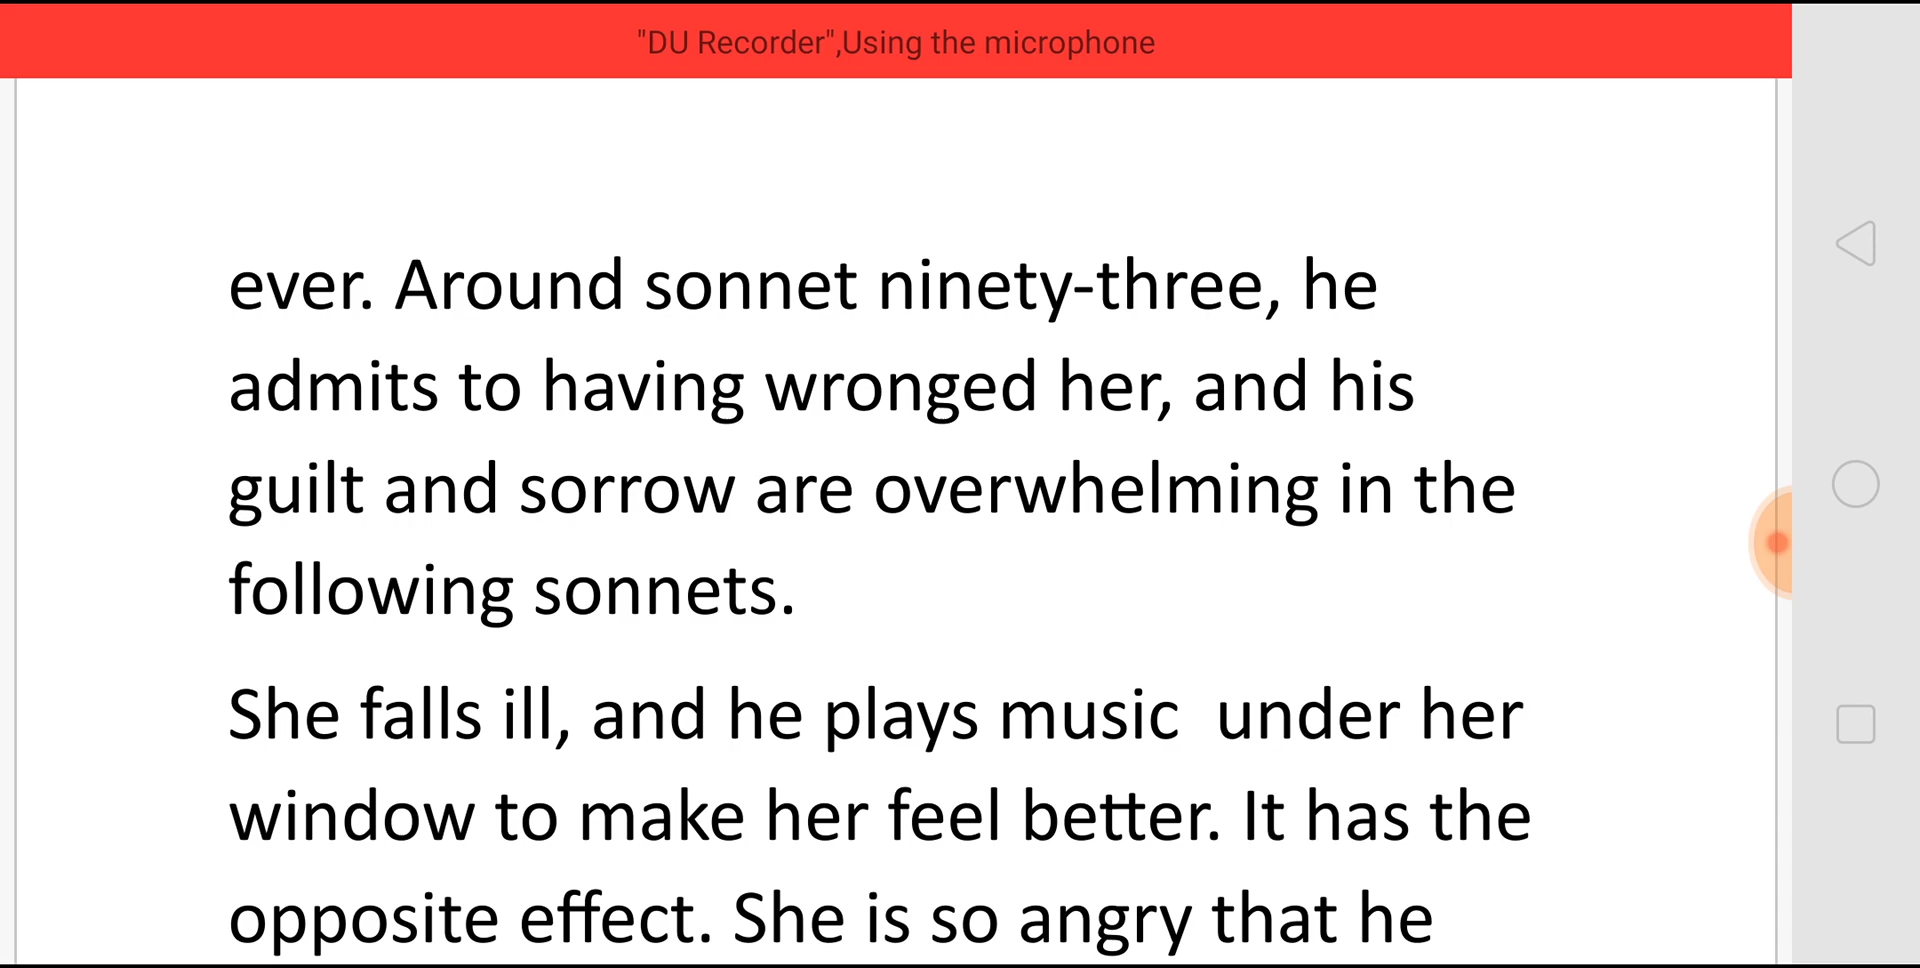 "DU Recorder",Using the microphone
ever. Around sonnet ninety-three, he
admits to having wronged her, and his
guilt and sorrow are overwhelming in the
following sonnets.
She falls ill, and he plays music  under her
window to make her feel better. It has the
opposite effect. She is so angry that he